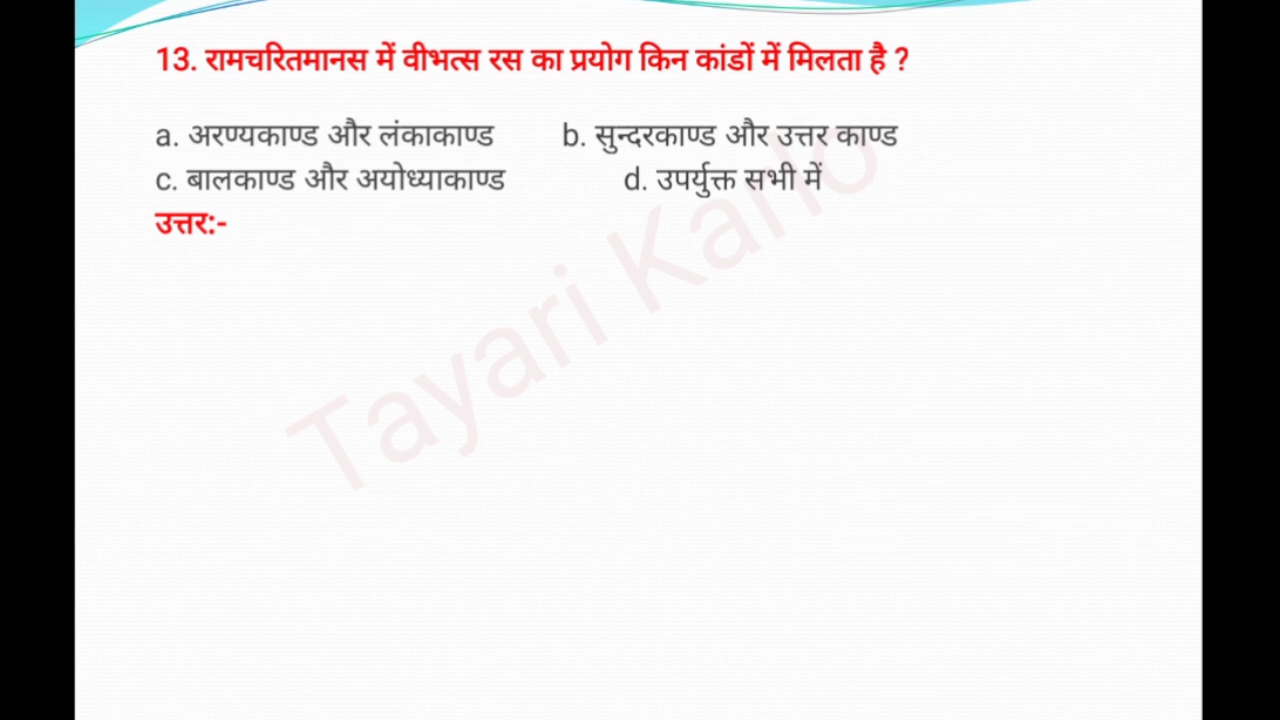 13. रामचरितमानस में वीभत्स रस का प्रयोग किन कांडों में मिलता है ?
a. अरण्यकाण्ड और लंकाकाण्ड b. सुन्दरकाण्ड और उत्तर काण्ड
c. बालकाण्ड और अयोध्याकाण्ड d. उपर्युक्त सभी में
उत्तर:-
Tayari Karlo